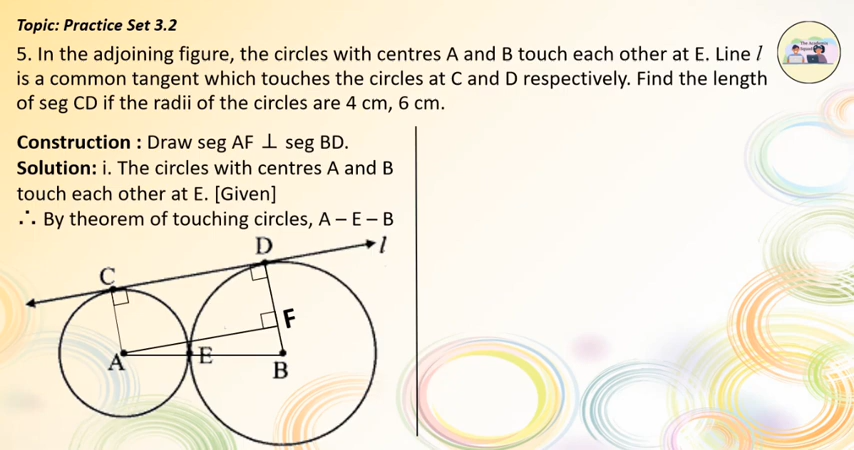 Topic: Practice Set 3.2
5. In the adjoining figure, the circles with centres A and B touch each other at E. Line l
is a common tangent which touches the circles at C and D respectively. Find the length
of seg CD if the radii of the circles are 4 cm, 6 cm.
Construction : Draw seg AF ⊥ seg BD.
Solution: i. The circles with centres A and B
touch each other at E. [Given]
∴ By theorem of touching circles, A – E – B
D
l
C
F
A
E
B